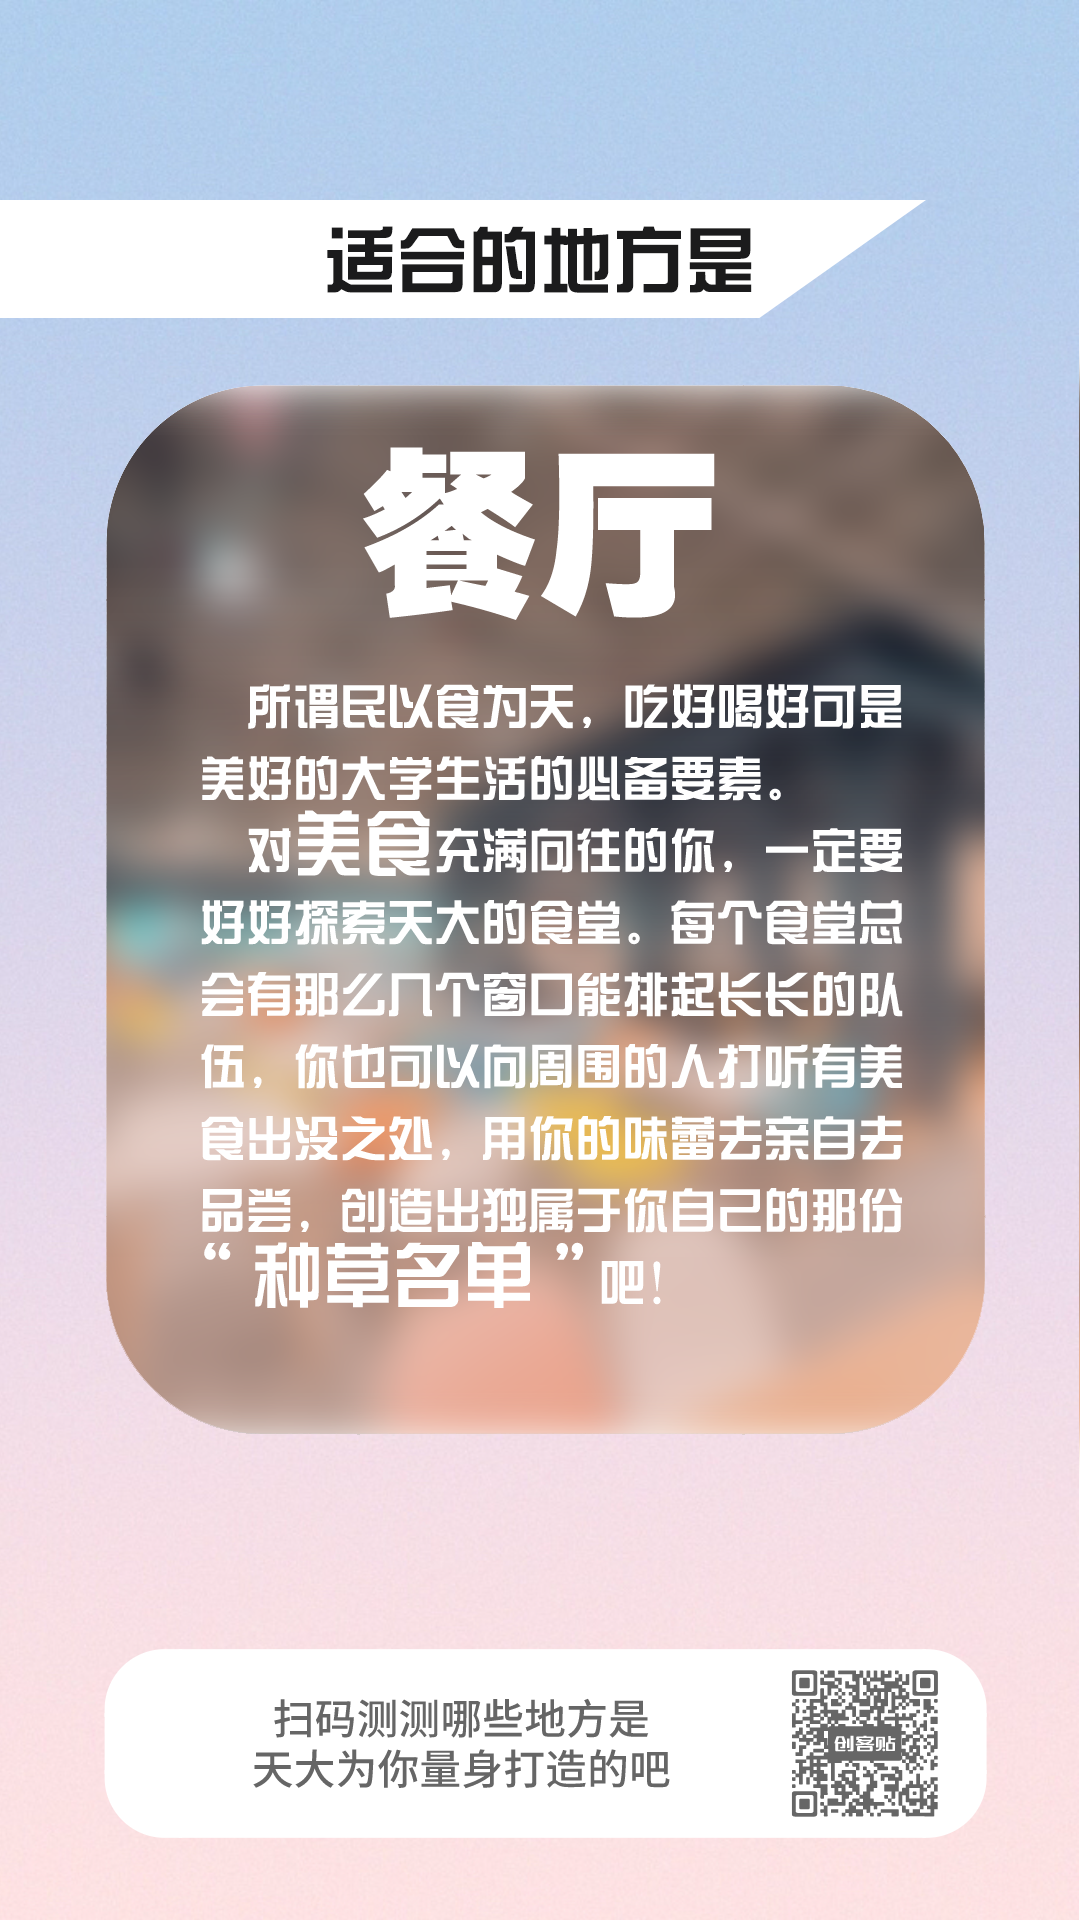 适合的地方是
餐厅
所谓民以食为天，吃好喝好可是
美好的大学生活的必备要素。
对美食充满向往的你，一定要
好好探索天大的食堂。每个食堂总
会有那么几个窗口能排起长长的队
伍，你也可以向周围的人打听有美
食出没之处，用你的味蕾去亲自去
品尝，创造出独属于你自己的那份
“种草名单”吧！
扫码测测哪些地方是
天大为你量身打造的吧
创客贴